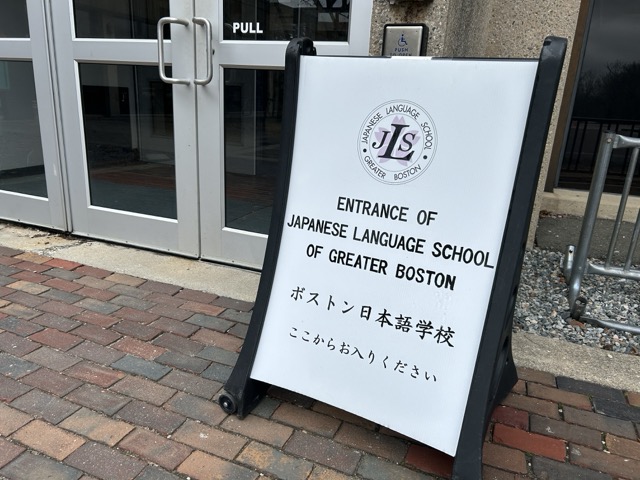 PULL
PUSH
JAPANESE LANGUAGE SCHOOL
JLS
GREATER BOSTON
ENTRANCE OF
JAPANESE LANGUAGE SCHOOL
OF GREATER BOSTON
ボストン日本語学校
ここからお入りください